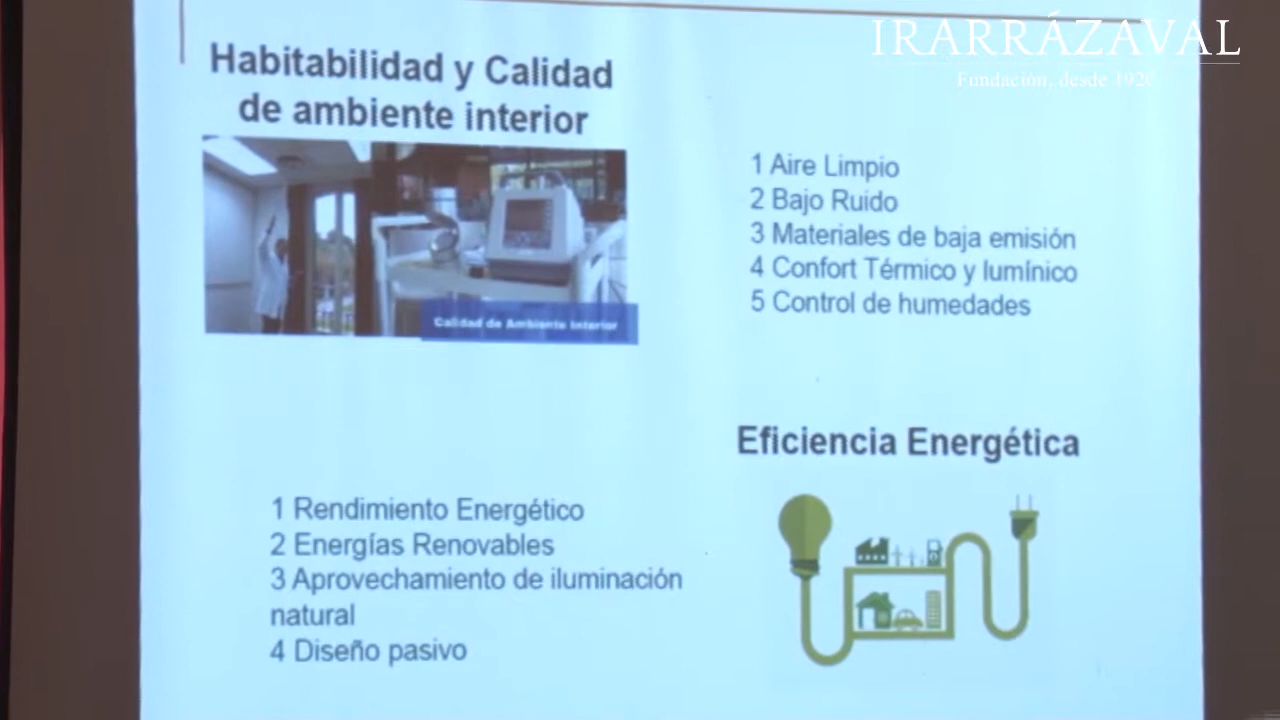 IRARRÁZAVAL
Fundación, desde 1920
Habitabilidad y Calidad
de ambiente interior
Calidad de Ambiente Interior
1 Aire Limpio
2 Bajo Ruido
3 Materiales de baja emisión
4 Confort Térmico y lumínico
5 Control de humedades
Eficiencia Energética
1 Rendimiento Energético
2 Energías Renovables
3 Aprovechamiento de iluminación
natural
4 Diseño pasivo